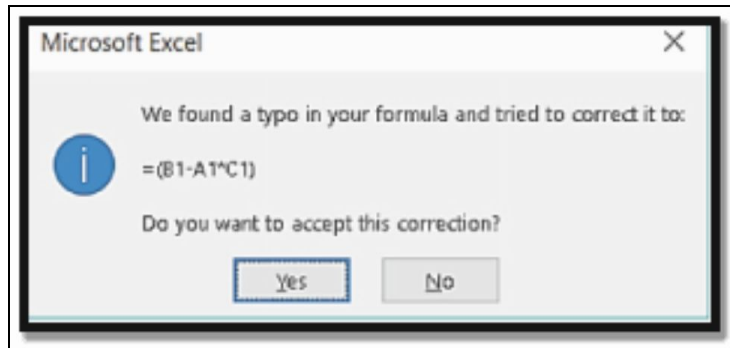 Microsoft Excel
We found a typo in your formula and tried to correct it to:
=(B1-A1*C1)
Do you want to accept this correction?
Yes No